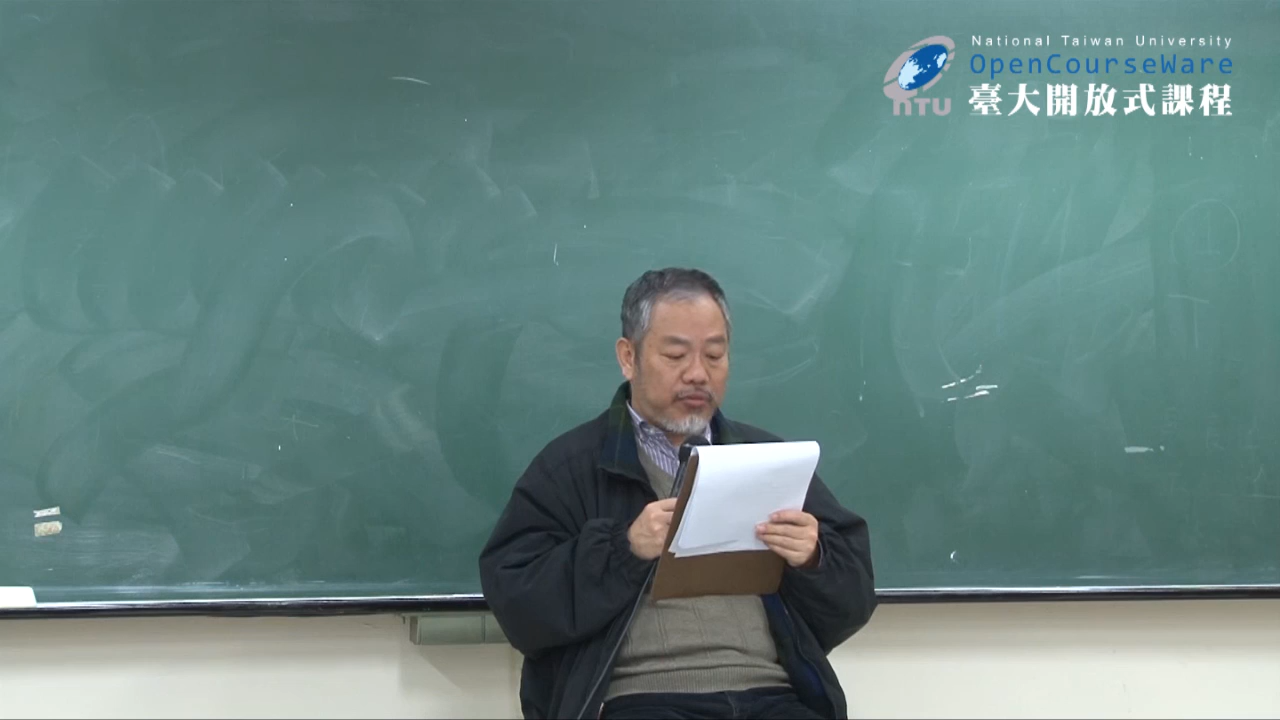 National Taiwan University
OpenCourseWare
臺大開放式課程
NTU